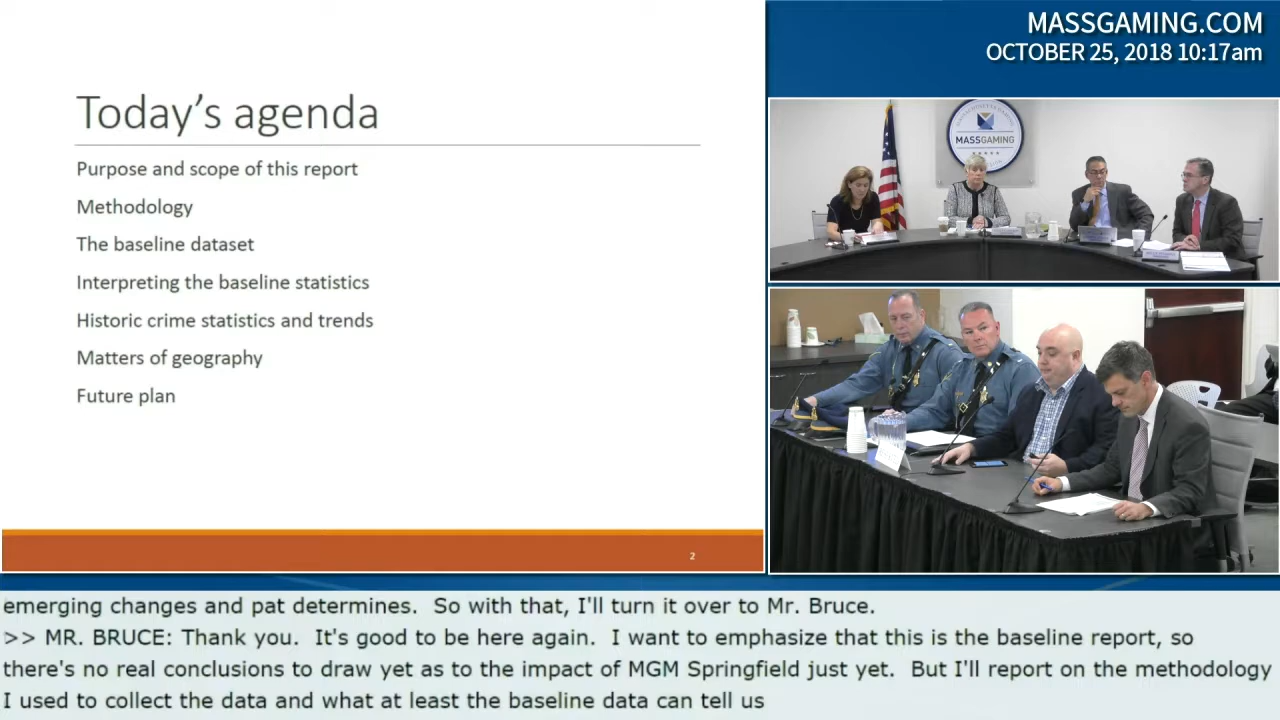 Today's agenda
Purpose and scope of this report
Methodology
The baseline dataset
Interpreting the baseline statistics
Historic crime statistics and trends
Matters of geography
Future plan
2
MASSGAMING.COM
OCTOBER 25, 2018 10:17am
MASSGAMING
emerging changes and pat determines.  So with that, I'll turn it over to Mr. Bruce.
>> MR. BRUCE: Thank you.  It's good to be here again.  I want to emphasize that this is the baseline report, so
there's no real conclusions to draw yet as to the impact of MGM Springfield just yet.  But I'll report on the methodology
I used to collect the data and what at least the baseline data can tell us